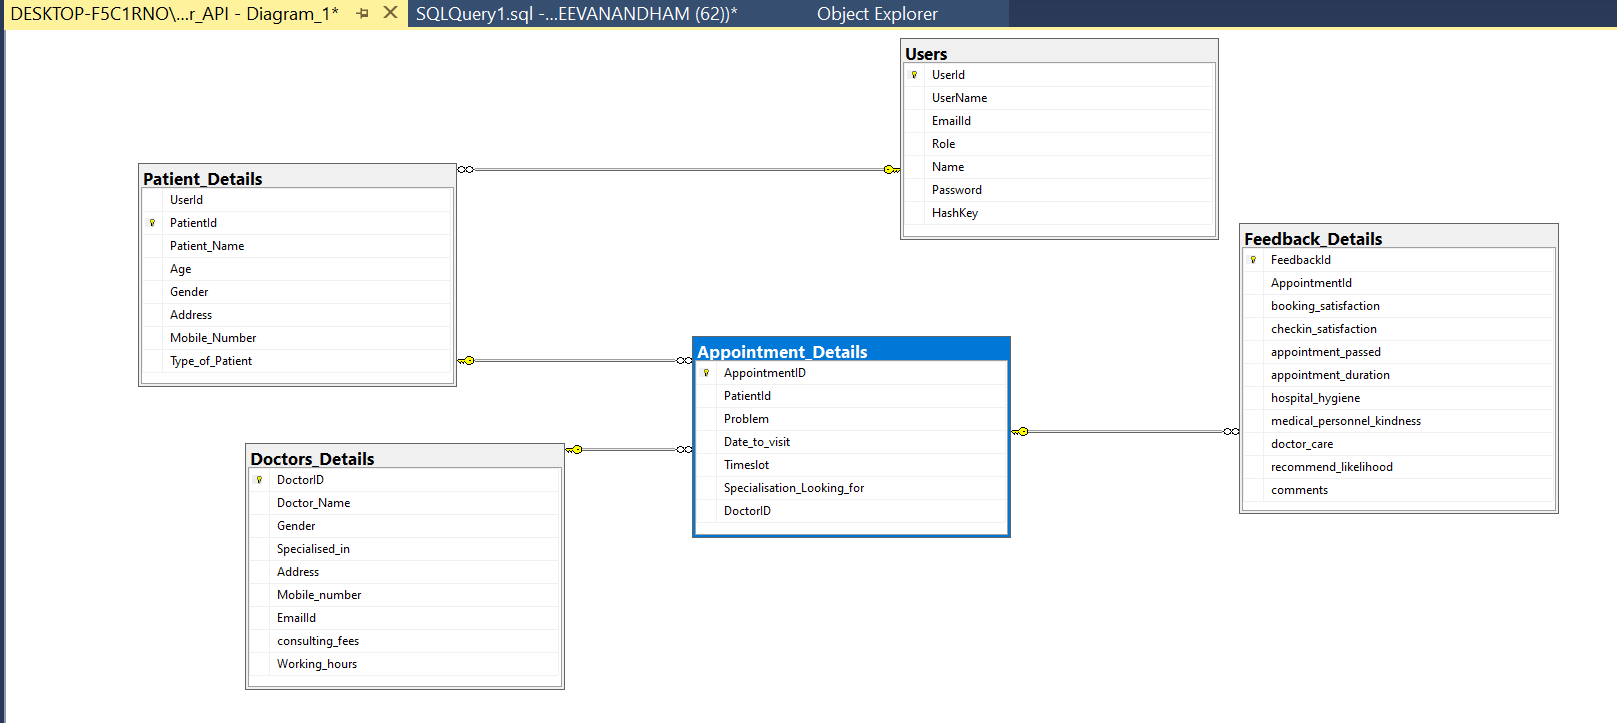 DESKTOP-F5C1RNO\...r_API - Diagram_1*
SQLQuery1.sql -...EEVANANDHAM (62))*
Object Explorer
Users
UserId
UserName
EmailId
Role
Name
Password
HashKey
Patient_Details
UserId
PatientId
Patient_Name
Age
Gender
Address
Mobile_Number
Type_of_Patient
Feedback_Details
FeedbackId
AppointmentId
booking_satisfaction
checkin_satisfaction
appointment_passed
appointment_duration
hospital_hygiene
medical_personnel_kindness
doctor_care
recommend_likelihood
comments
Appointment_Details
AppointmentID
PatientId
Problem
Date_to_visit
Timeslot
Specialisation_Looking_for
DoctorID
Doctors_Details
DoctorID
Doctor_Name
Gender
Specialised_in
Address
Mobile_number
EmailId
consulting_fees
Working_hours